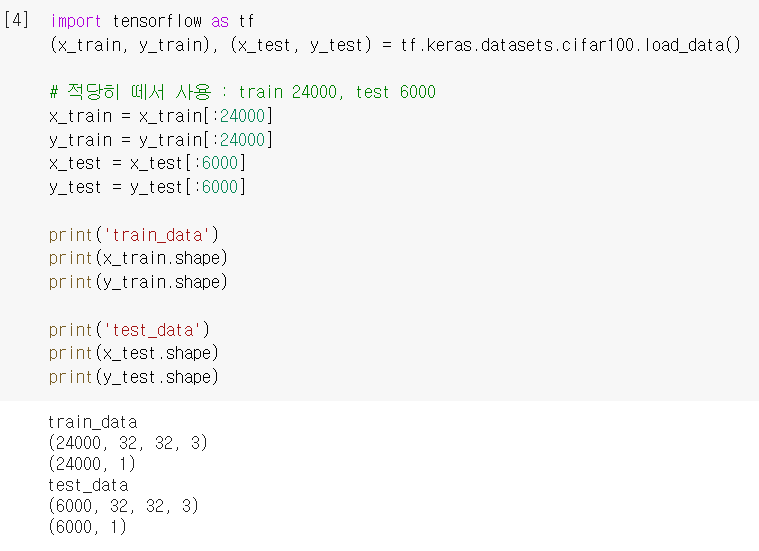 [4] import tensorflow as tf
(x_train, y_train), (x_test, y_test) = tf.keras.datasets.cifar100.load_data()
# 적당히 떼서 사용 : train 24000, test 6000
x_train = x_train[:24000]
y_train = y_train[:24000]
x_test = x_test[:6000]
y_test = y_test[:6000]
print('train_data')
print(x_train.shape)
print(y_train.shape)
print('test_data')
print(x_test.shape)
print(y_test.shape)
train_data
(24000, 32, 32, 3)
(24000, 1)
test_data
(6000, 32, 32, 3)
(6000, 1)